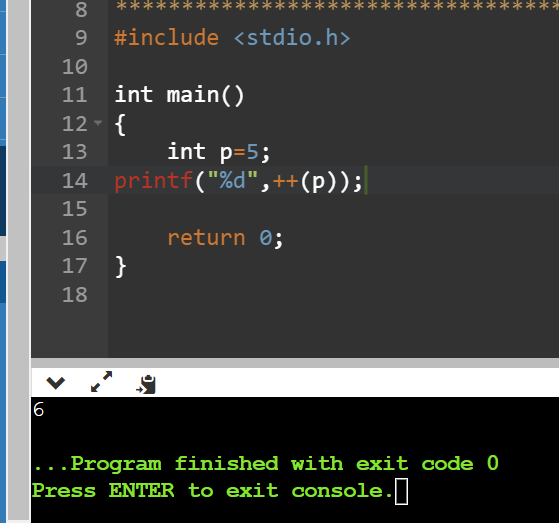 8 **********************************
9 #include <stdio.h>
10
11 int main()
12 {
13     int p=5;
14 printf("%d",++(p));
15
16     return 0;
17 }
18
6
...Program finished with exit code 0
Press ENTER to exit console.